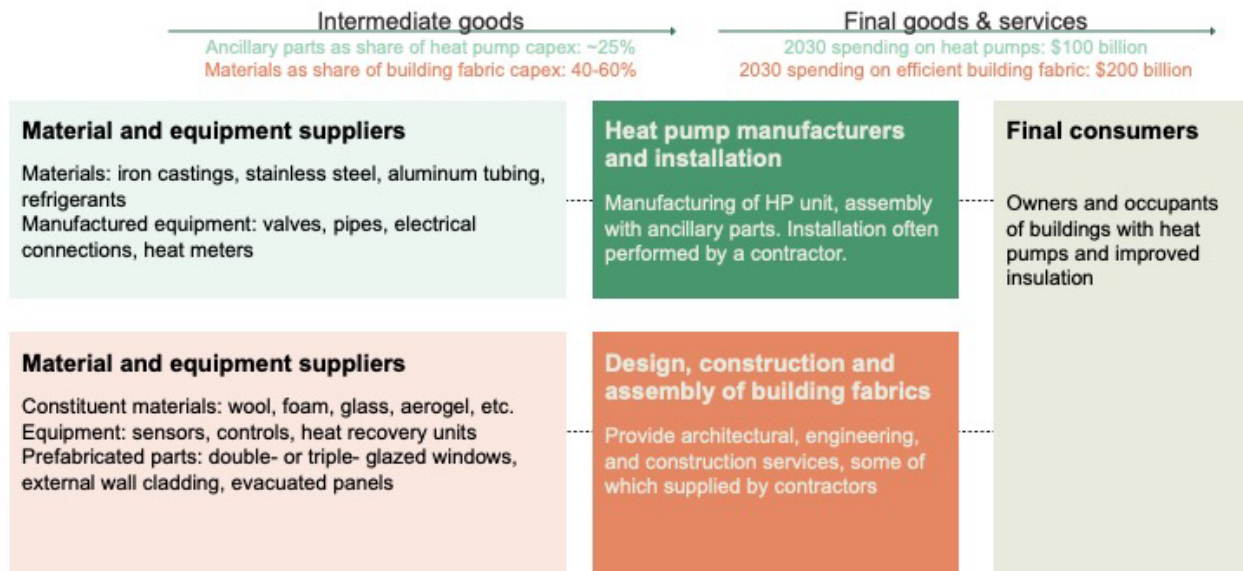 Intermediate goods
Ancillary parts as share of heat pump capex: ~25%
Materials as share of building fabric capex: 40-60%
Final goods & services
2030 spending on heat pumps: $100 billion
2030 spending on efficient building fabric: $200 billion
Material and equipment suppliers
Materials: iron castings, stainless steel, aluminum tubing,
refrigerants
Manufactured equipment: valves, pipes, electrical
connections, heat meters
Heat pump manufacturers
and installation
Manufacturing of HP unit, assembly
with ancillary parts. Installation often
performed by a contractor.
Final consumers
Owners and occupants
of buildings with heat
pumps and improved
insulation
Material and equipment suppliers
Constituent materials: wool, foam, glass, aerogel, etc.
Equipment: sensors, controls, heat recovery units
Prefabricated parts: double- or triple- glazed windows,
external wall cladding, evacuated panels
Design, construction and
assembly of building fabrics
Provide architectural, engineering,
and construction services, some of
which supplied by contractors